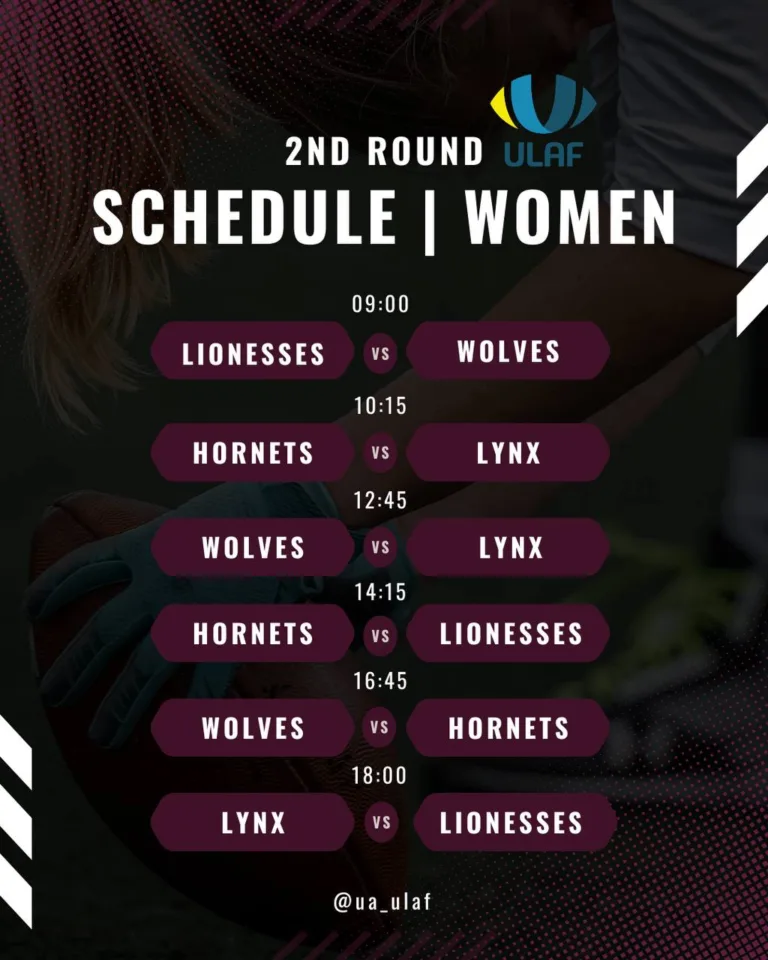 2ND ROUND ULAF
SCHEDULE | WOMEN
09:00
LIONESSES VS WOLVES
10:15
HORNETS VS LYNX
12:45
WOLVES VS LYNX
14:15
HORNETS VS LIONESSES
16:45
WOLVES VS HORNETS
18:00
LYNX VS LIONESSES
@ua_ulaf